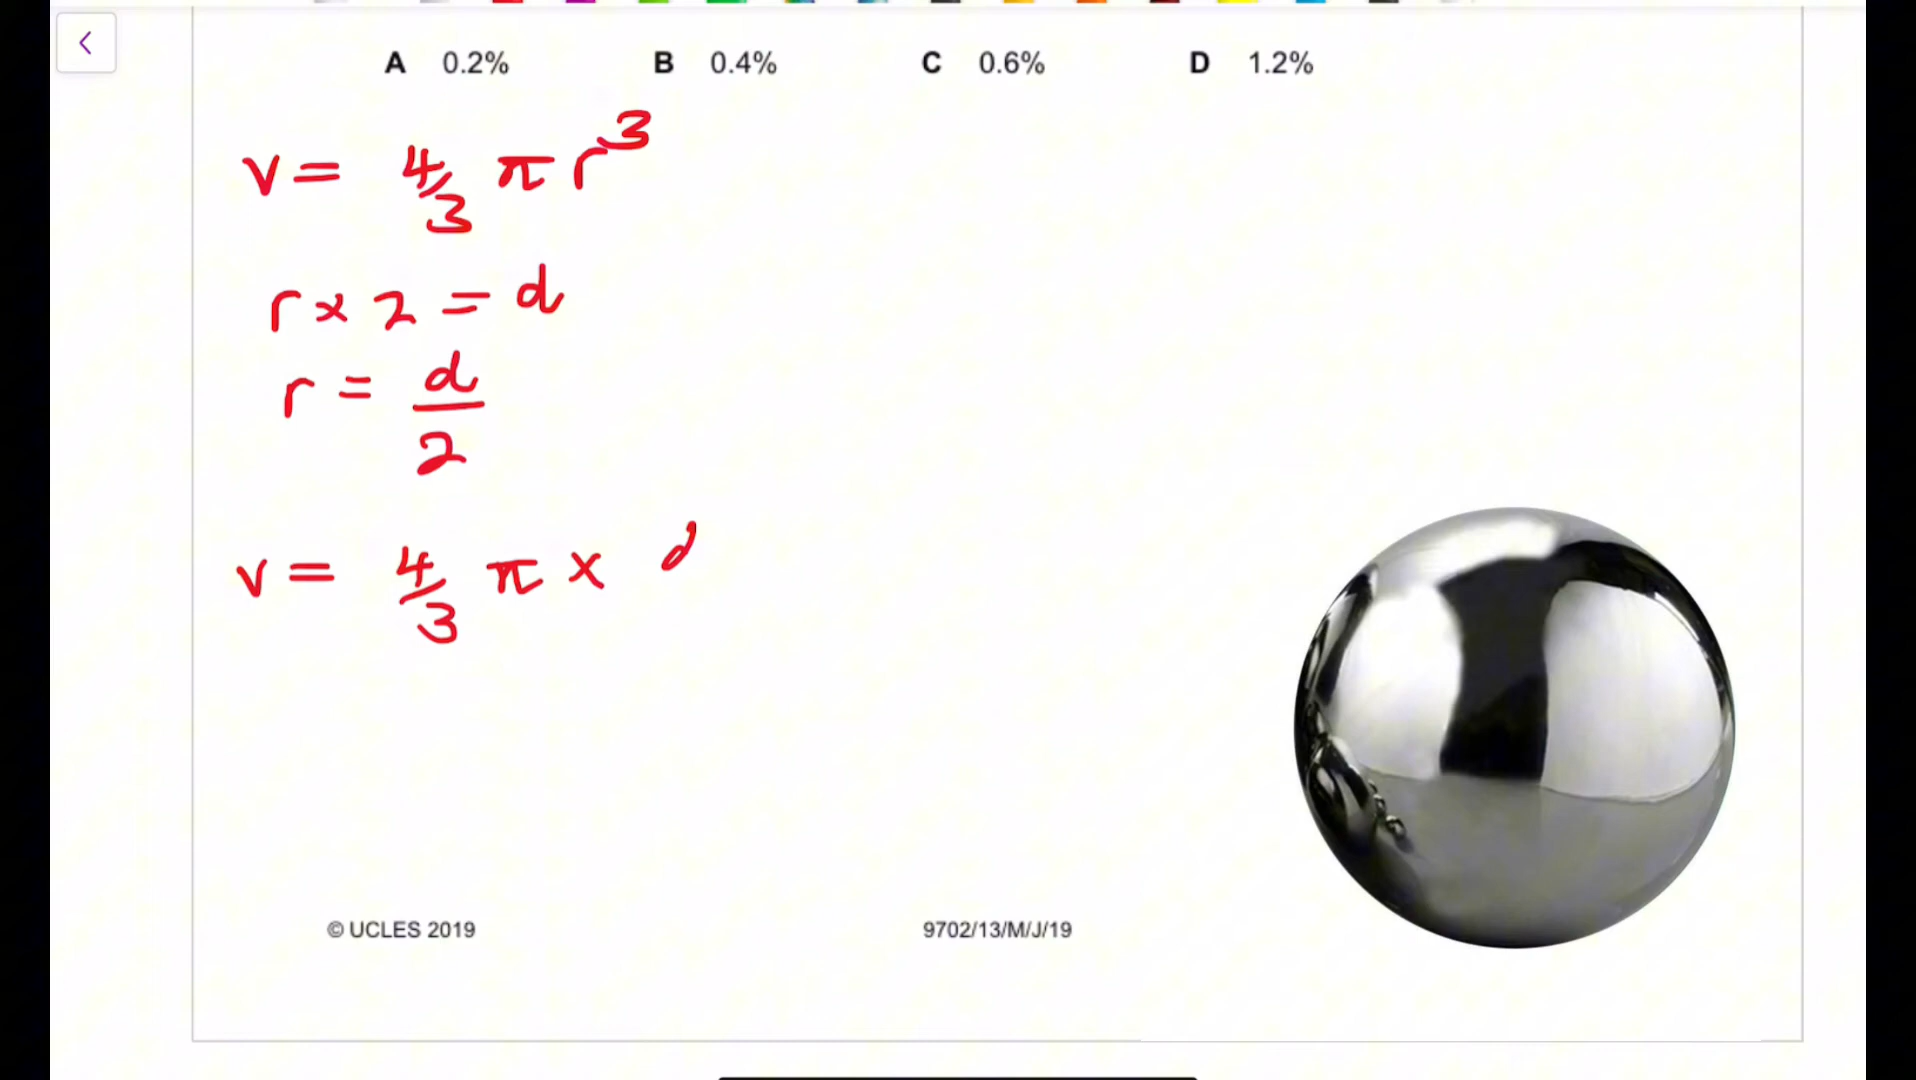 A 0.2% B 0.4% C 0.6% D 1.2%
v = 4/3 π r³
r × 2 = d
r = d/2
v = 4/3 π × d
© UCLES 2019 9702/13/M/J/19